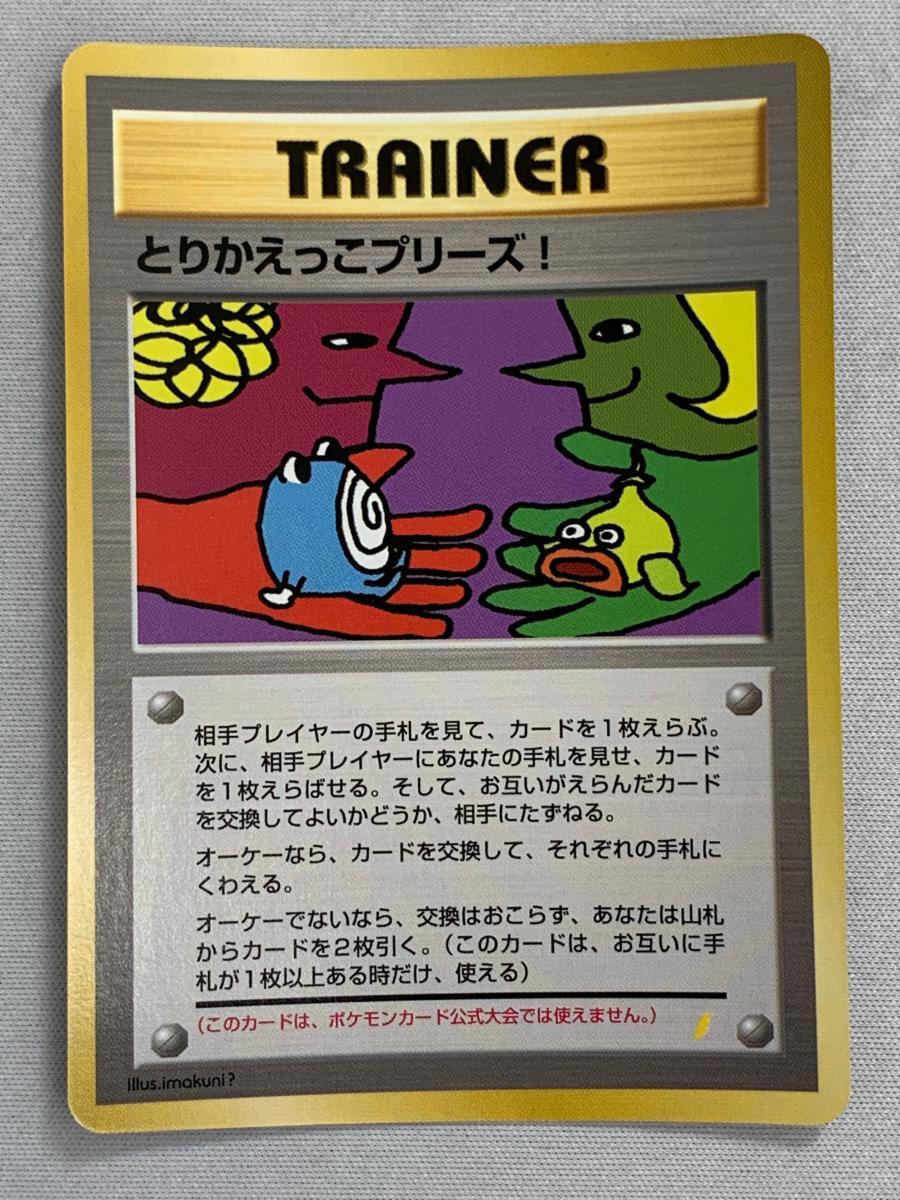 TRAINER
とりかえっこプリーズ！
相手プレイヤーの手札を見て、カードを１枚えらぶ。
次に、相手プレイヤーにあなたの手札を見せ、カード
を１枚えらばせる。そして、お互いがえらんだカード
を交換してよいかどうか、相手にたずねる。
オーケーなら、カードを交換して、それぞれの手札に
くわえる。
オーケーでないなら、交換はおこらず、あなたは山札
からカードを２枚引く。（このカードは、お互いに手
札が１枚以上ある時だけ、使える）
（このカードは、ポケモンカード公式大会では使えません。）
Illus.imakuni?